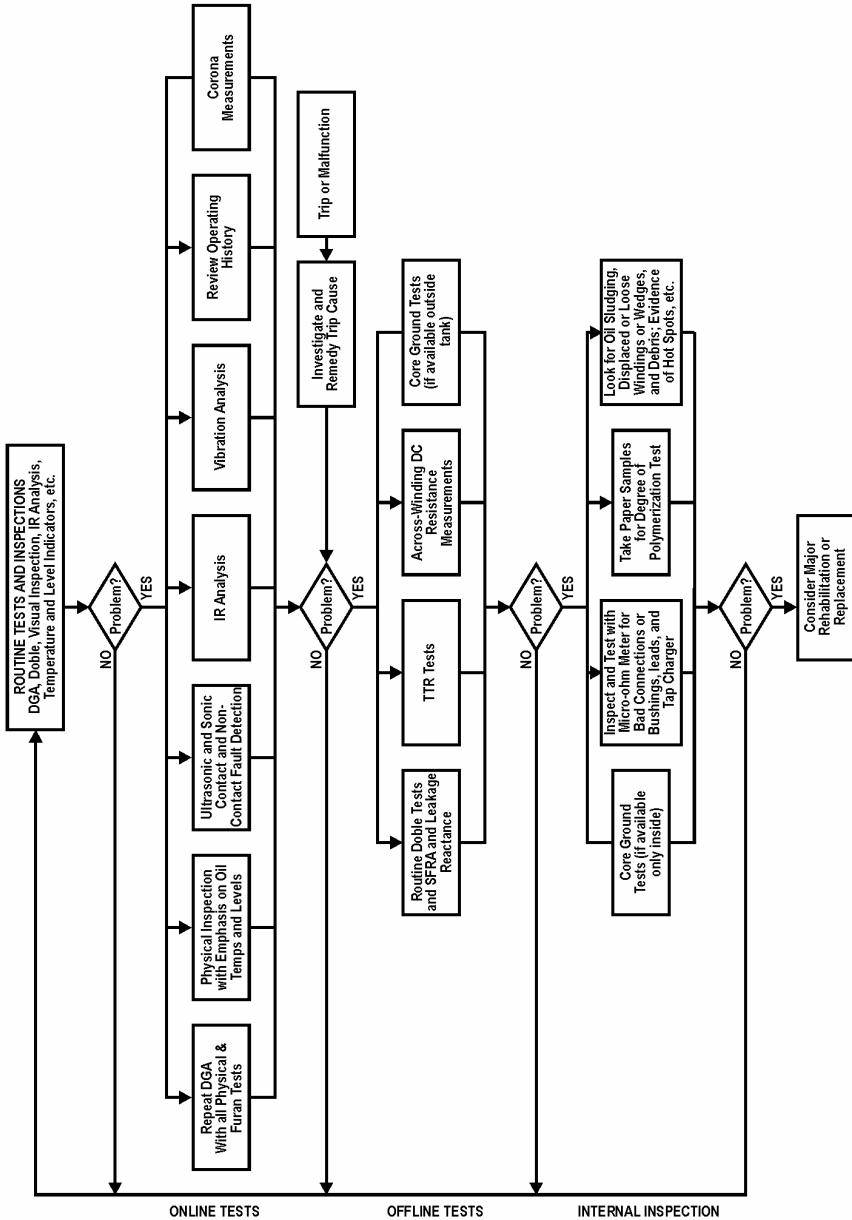 ROUTINE TESTS AND INSPECTIONS
DGA, Doble, Visual Inspection, IR Analysis,
Temperature and Level Indicators, etc.
Problem?
NO
YES
ONLINE TESTS
Repeat DGA
With all Physical &
Furan Tests
Physical Inspection
with Emphasis on Oil
Temps and Levels
Ultrasonic and Sonic
Contact and Non-
Contact Fault Detection
IR Analysis
Vibration Analysis
Review Operating
History
Corona
Measurements
Problem?
NO
YES
Investigate and
Remedy Trip Cause
Trip or Malfunction
OFFLINE TESTS
Routine Doble Tests
and SFRA and Leakage
Reactance
TTR Tests
Across-Winding DC
Resistance
Measurements
Core Ground Tests
(if available outside
tank)
Problem?
NO
YES
INTERNAL INSPECTION
Core Ground
Tests (if available
only inside)
Inspect and Test with
Micro-ohm Meter for
Bad Connections or
Bushings, leads, and
Tap Charger
Take Paper Samples
for Degree of
Polymerization Test
Look for Oil Sludging,
Displaced or Loose
Windings or Wedges,
and Debris; Evidence
of Hot Spots, etc.
Problem?
NO
YES
Consider Major
Rehabilitation or
Replacement